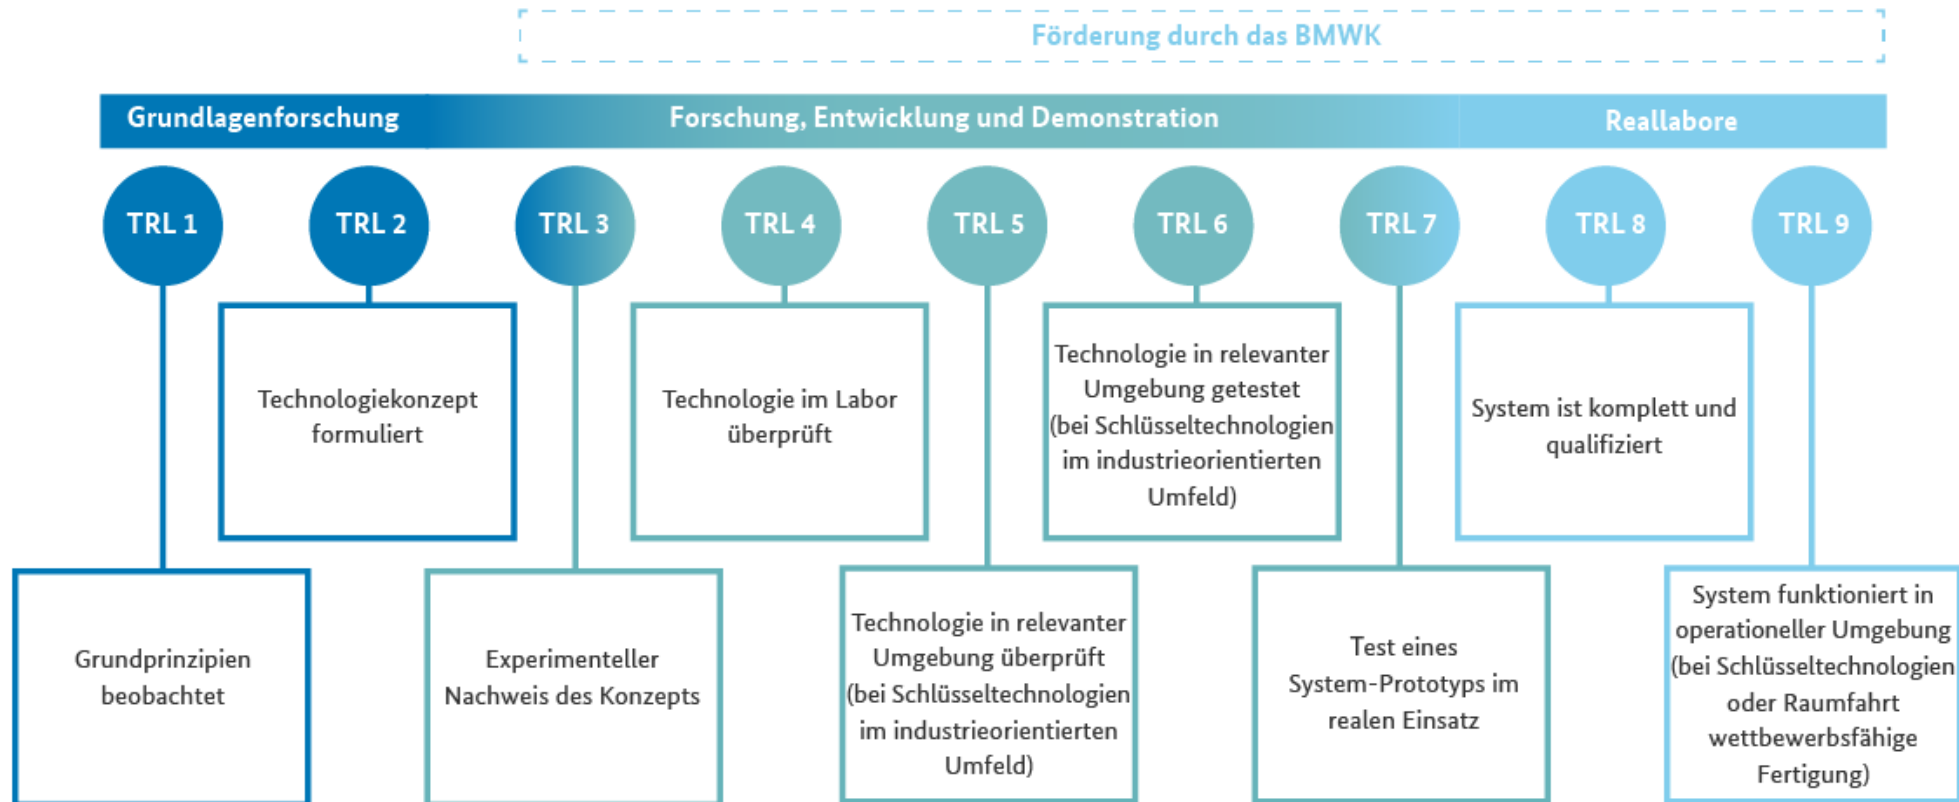 Förderung durch das BMWK
Grundlagenforschung
Forschung, Entwicklung und Demonstration
Reallabore
TRL 1
TRL 2
TRL 3
TRL 4
TRL 5
TRL 6
TRL 7
TRL 8
TRL 9
Grundprinzipien
beobachtet
Technologiekonzept
formuliert
Experimenteller
Nachweis des Konzepts
Technologie im Labor
überprüft
Technologie in relevanter
Umgebung überprüft
(bei Schlüsseltechnologien
im industrieorientierten
Umfeld)
Technologie in relevanter
Umgebung getestet
(bei Schlüsseltechnologien
im industrieorientierten
Umfeld)
Test eines
System-Prototyps im
realen Einsatz
System ist komplett und
qualifiziert
System funktioniert in
operationeller Umgebung
(bei Schlüsseltechnologien
oder Raumfahrt
wettbewerbsfähige
Fertigung)